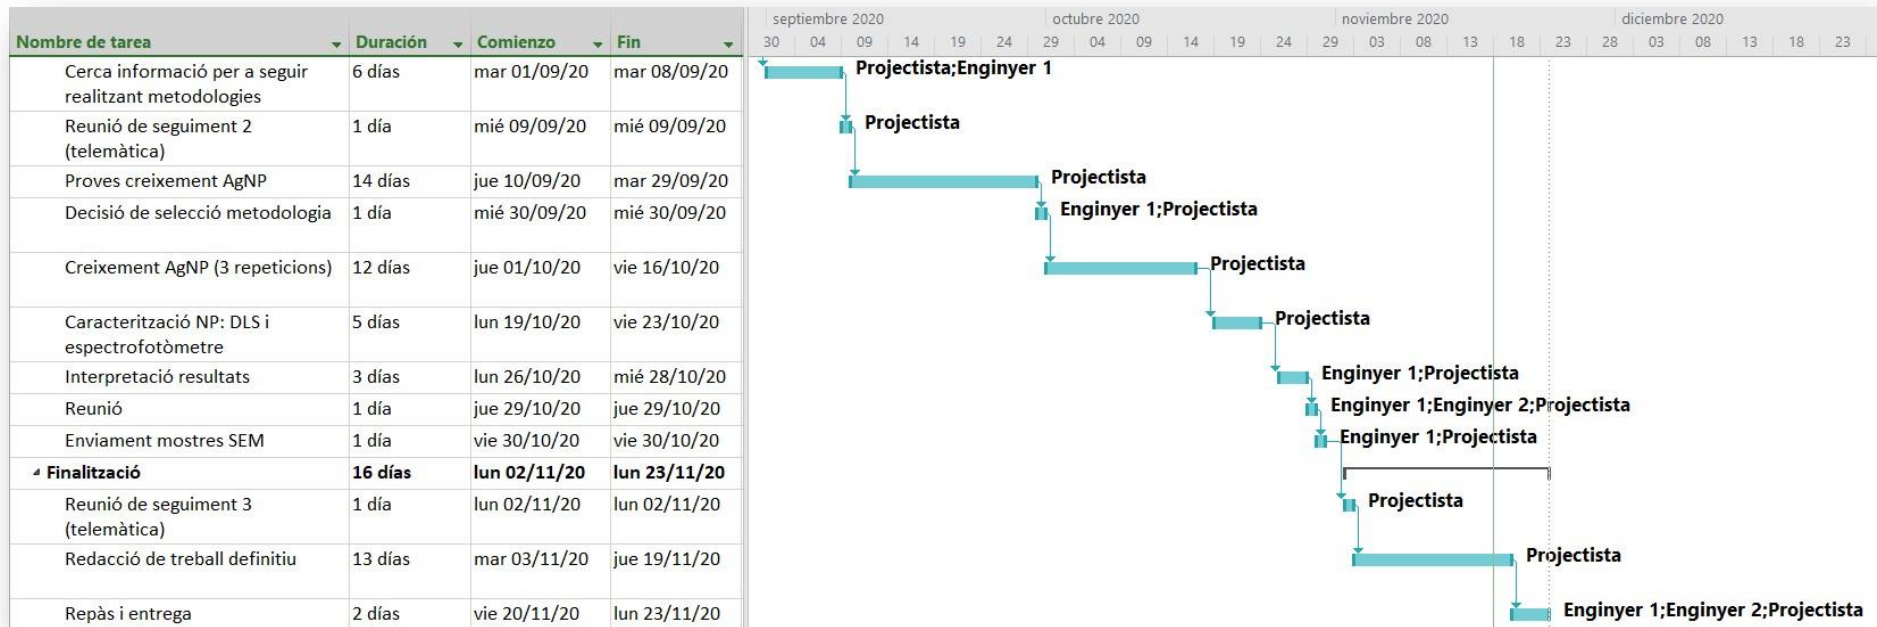 septiembre 2020 octubre 2020 noviembre 2020 diciembre 2020
Nombre de tarea Duración Comienzo Fin 30 04 09 14 19 24 29 04 09 14 19 24 29 03 08 13 18 23 28 03 08 13 18 23
Cerca informació per a seguir 6 días mar 01/09/20 mar 08/09/20 Projectista;Enginyer 1
realitzant metodologies
Reunió de seguiment 2 1 día mié 09/09/20 mié 09/09/20 Projectista
(telemàtica)
Proves creixement AgNP 14 días jue 10/09/20 mar 29/09/20 Projectista
Decisió de selecció metodologia 1 día mié 30/09/20 mié 30/09/20 Enginyer 1;Projectista
Creixement AgNP (3 repeticions) 12 días jue 01/10/20 vie 16/10/20 Projectista
Caracterització NP: DLS i 5 días lun 19/10/20 vie 23/10/20 Projectista
espectrofotòmetre
Interpretació resultats 3 días lun 26/10/20 mié 28/10/20 Enginyer 1;Projectista
Reunió 1 día jue 29/10/20 jue 29/10/20 Enginyer 1;Enginyer 2;Projectista
Enviament mostres SEM 1 día vie 30/10/20 vie 30/10/20 Enginyer 1;Projectista
Finalització 16 días lun 02/11/20 lun 23/11/20
Reunió de seguiment 3 1 día lun 02/11/20 lun 02/11/20 Projectista
(telemàtica)
Redacció de treball definitiu 13 días mar 03/11/20 jue 19/11/20 Projectista
Repàs i entrega 2 días vie 20/11/20 lun 23/11/20 Enginyer 1;Enginyer 2;Projectista